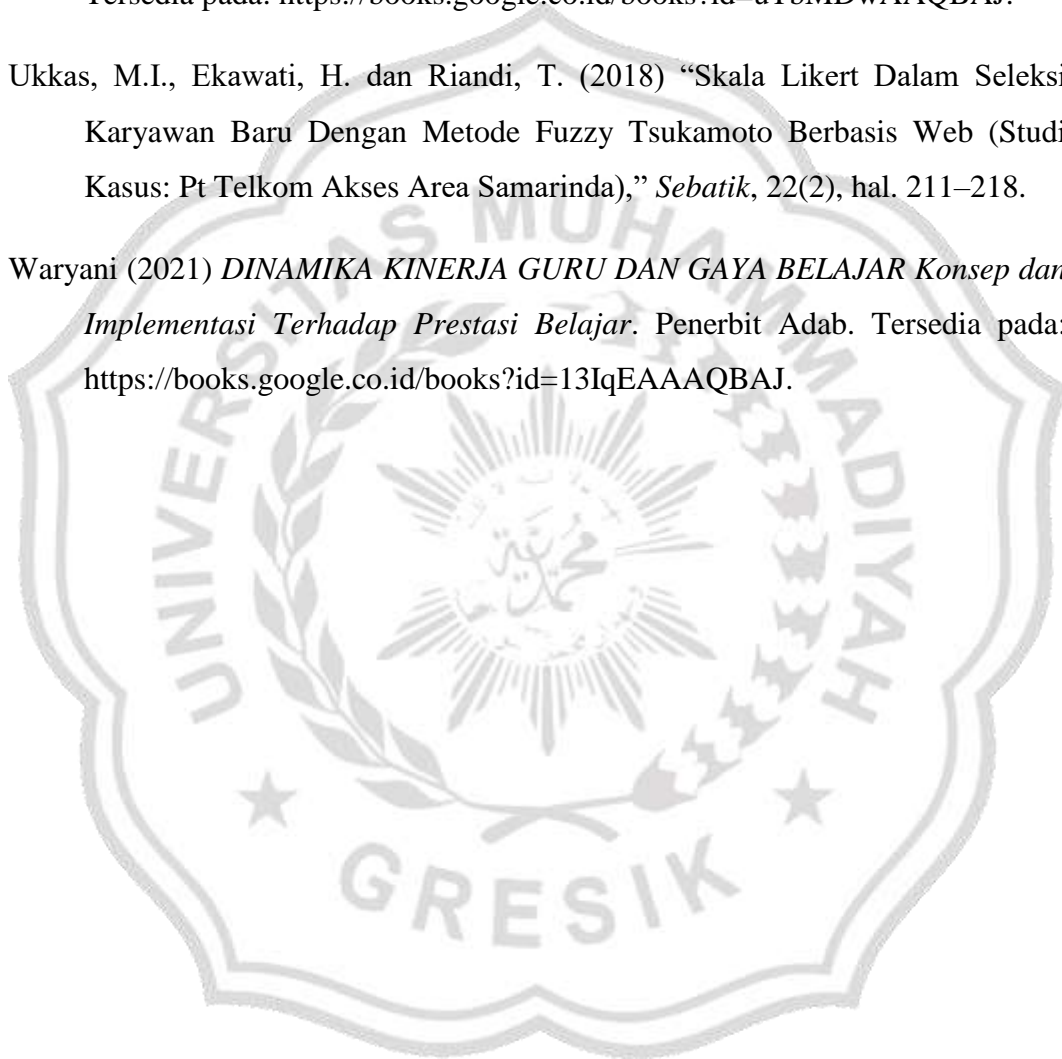 Tersedia pada: https://books.google.co.id/books?id=
Ukkas, M.I., Ekawati, H. dan Riandi, T. (2018) “Skala Likert Dalam Seleksi
Karyawan Baru Dengan Metode Fuzzy Tsukamoto Berbasis Web (Studi
Kasus: Pt Telkom Akses Area Samarinda),” Sebatik, 22(2), hal. 211–218.
Waryani (2021) DINAMIKA KINERJA GURU DAN GAYA BELAJAR Konsep dan
Implementasi Terhadap Prestasi Belajar. Penerbit Adab. Tersedia pada:
https://books.google.co.id/books?id=13IqEAAAQBAJ.
UNIVERSITAS MUHAMMADIYAH
محمد
GRESIK